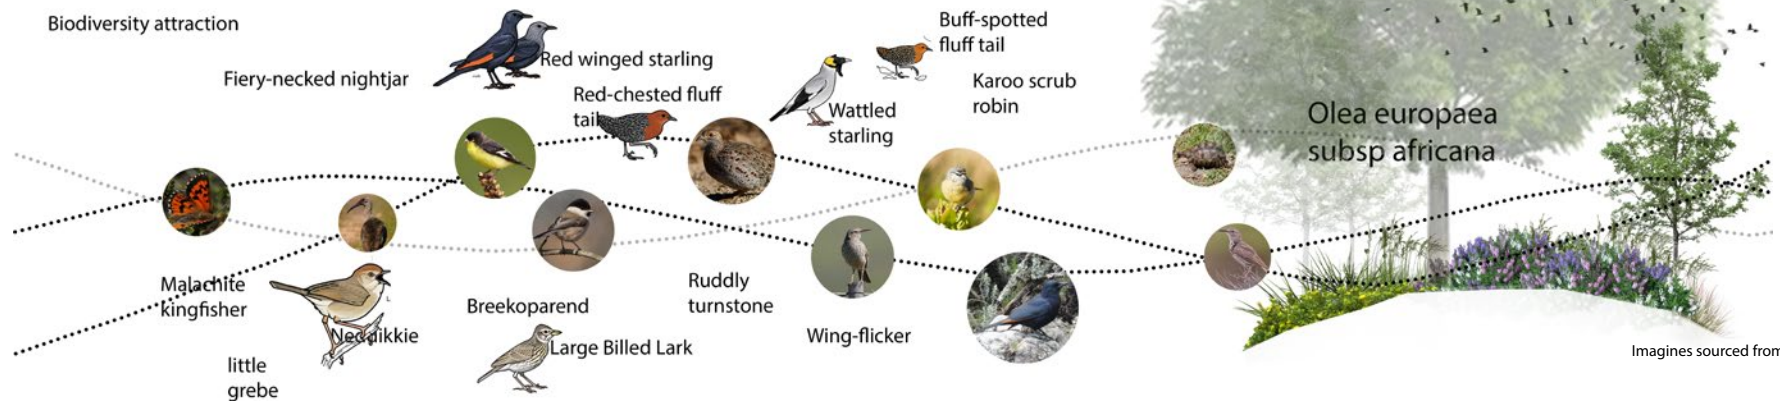 Biodiversity attraction
Fiery-necked nightjar
Red winged starling
Red-chested fluff
tail
Buff-spotted
fluff tail
Karoo scrub
robin
Wattled
starling
Olea europaea
subsp africana
Malachite
kingfisher
Neddikkie
little
grebe
Breekoparend
Large Billed Lark
Ruddly
turnstone
Wing-flicker
Imagines sourced from